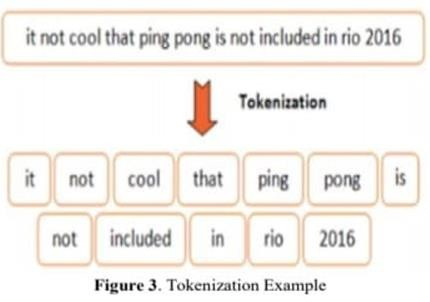 it not cool that ping pong is not included in rio 2016
Tokenization
it not cool that ping pong is
not included in rio 2016
Figure 3. Tokenization Example